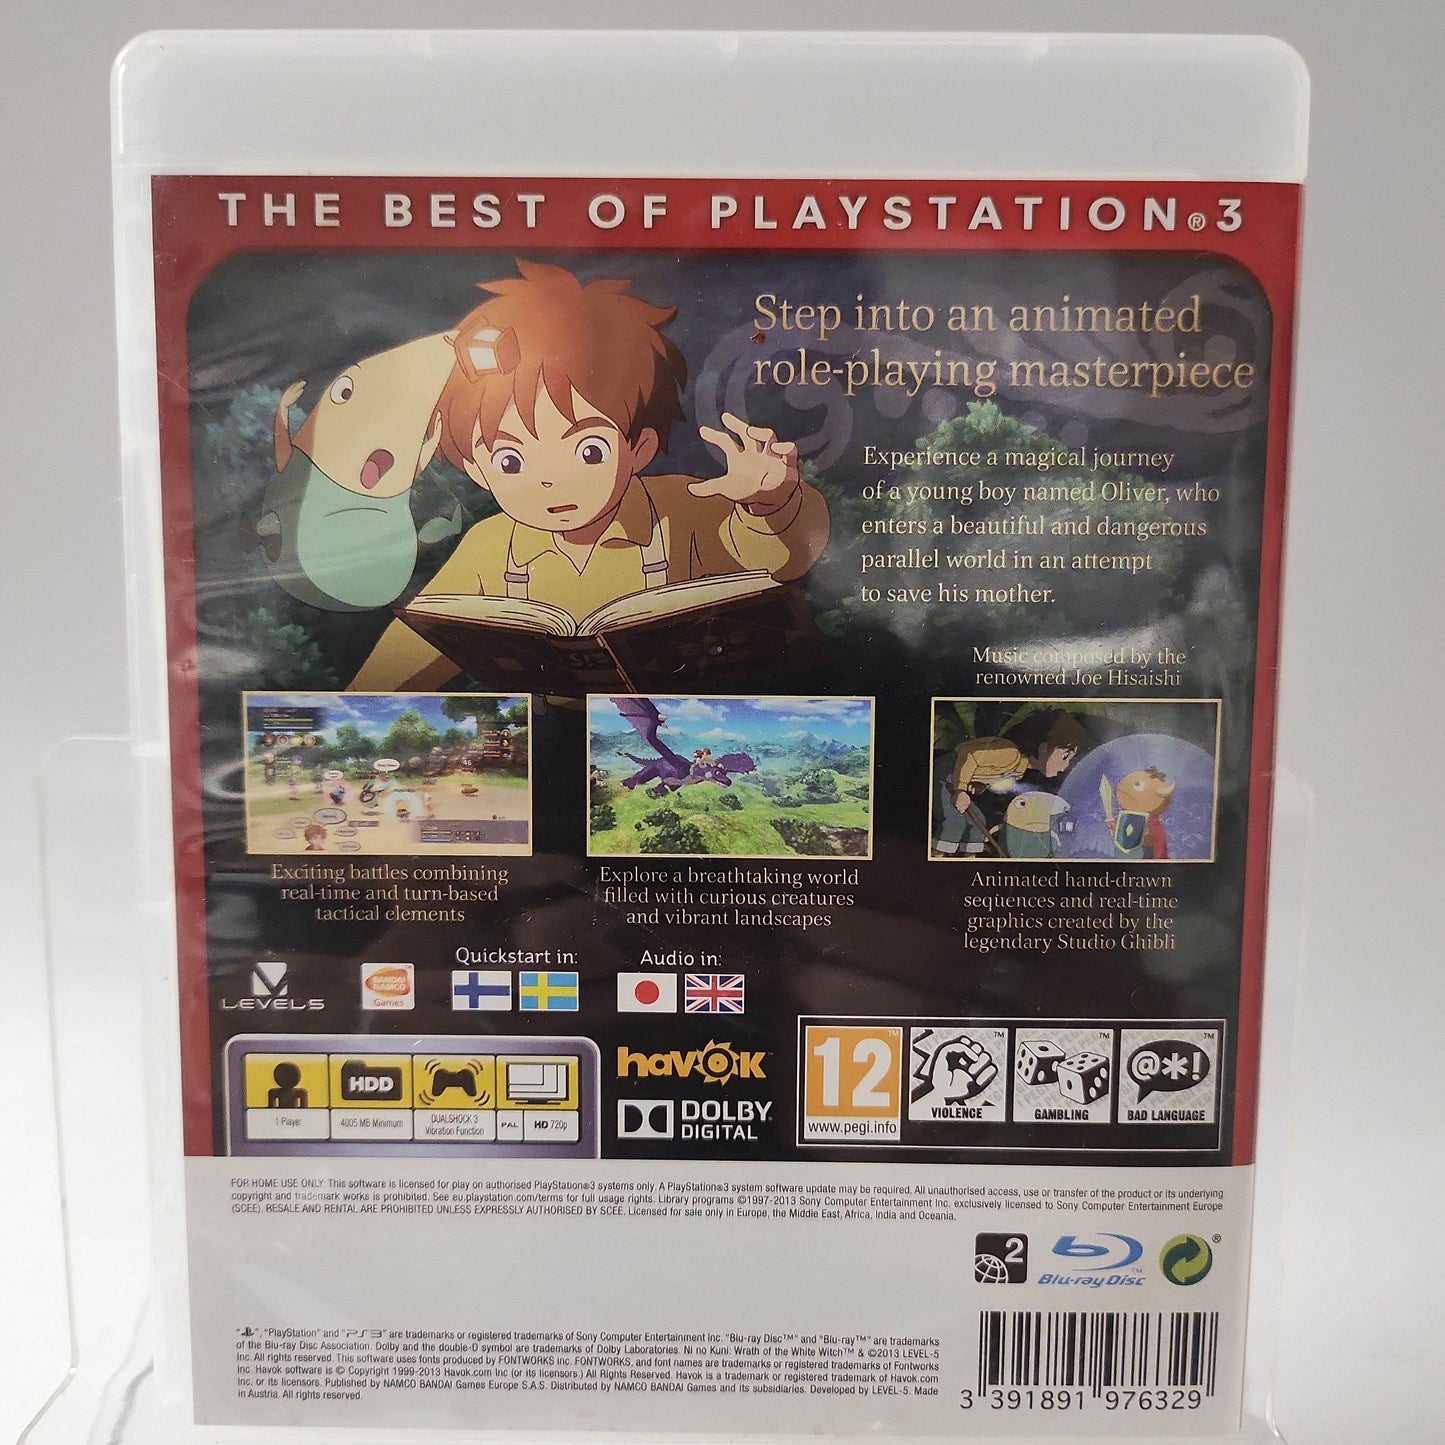 THE BEST OF PLAYSTATION®3
Step into an animated
role-playing masterpiece
Experience a magical journey
of a young boy named Oliver, who
enters a beautiful and dangerous
parallel world in an attempt
to save his mother.
Music composed by the
renowned Joe Hisaishi
Exciting battles combining
real-time and turn-based
tactical elements
Explore a breathtaking world
filled with curious creatures
and vibrant landscapes
Animated hand-drawn
sequences and real-time
graphics created by the
legendary Studio Ghibli
Quickstart in:
Audio in:
LEVEL5
BANDAI
NAMCO
Games
HDD
1 Player
4005 MB Minimum
DUALSHOCK 3
Vibration Function
PAL
HD 720p
havok™
DOLBY
DIGITAL
12™
www.pegi.info
VIOLENCE
GAMBLING
@*!
BAD LANGUAGE
FOR HOME USE ONLY. This software is licensed for play on authorised PlayStation®3 systems only. A PlayStation®3 system software update may be required. All unauthorised access, use or transfer of the product or its underlying
copyright and trademark works is prohibited. See eu.playstation.com/terms for full usage rights. Library programs ©1997-2013 Sony Computer Entertainment Inc. exclusively licensed to Sony Computer Entertainment Europe
(SCEE). RESALE AND RENTAL ARE PROHIBITED UNLESS EXPRESSLY AUTHORISED BY SCEE. Licensed for sale only in Europe, the Middle East, Africa, India and Oceania.
2
Blu-ray Disc™
®
" ", "PlayStation" and "PS3" are trademarks or registered trademarks of Sony Computer Entertainment Inc. "Blu-ray Disc™" and "Blu-ray™" are trademarks
of the Blu-ray Disc Association. Dolby and the double-D symbol are trademarks of Dolby Laboratories. Ni no Kuni: Wrath of the White Witch™ & ©2013 LEVEL-5
Inc. All rights reserved. This software uses fonts produced by FONTWORKS Inc. FONTWORKS, and font names are trademarks or registered trademarks of Fontworks
Inc. Havok software is © Copyright 1999-2013 Havok.com Inc (or its licensors.) All Rights Reserved. Havok is a trademark or registered trademark of Havok.com
Inc. or its licensors. Published by NAMCO BANDAI Games Europe S.A.S. Distributed by NAMCO BANDAI Games and its subsidiaries. Developed by LEVEL-5. Made
in Austria. All rights reserved.
3 391891 976329